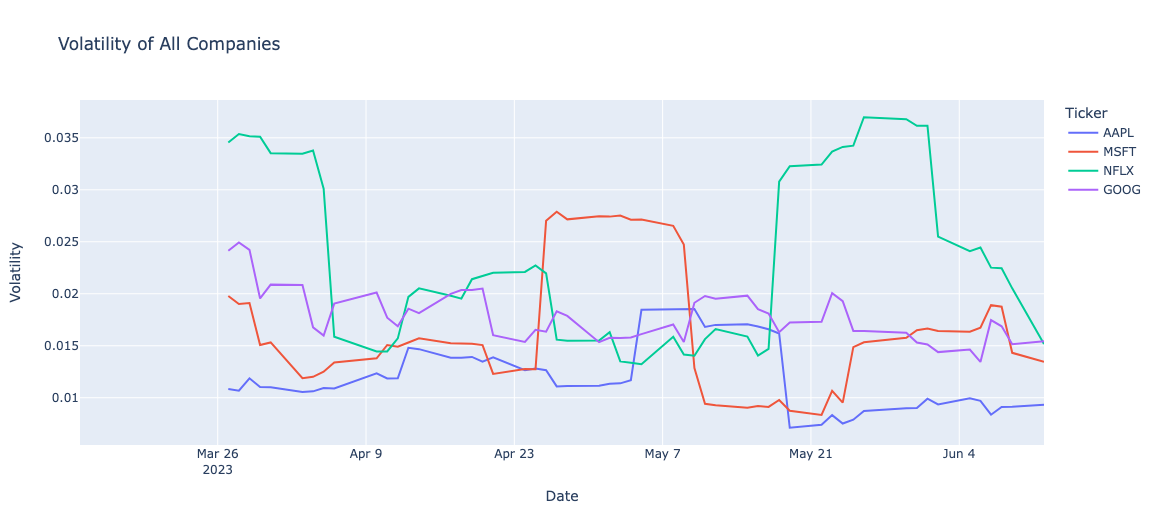 Volatility of All Companies
Ticker
AAPL
MSFT
NFLX
GOOG
0.035
0.03
0.025
0.02
0.015
0.01
Volatility
Mar 26
2023
Apr 9
Apr 23
May 7
May 21
Jun 4
Date